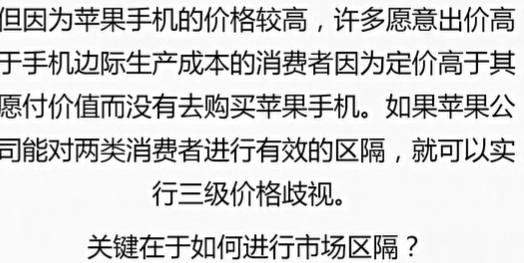 但因为苹果手机的价格较高，许多愿意出价高
于手机边际生产成本的消费者因为定价高于其
愿付价值而没有去购买苹果手机。如果苹果公
司能对两类消费者进行有效的区隔，就可以实
行三级价格歧视。
关键在于如何进行市场区隔？